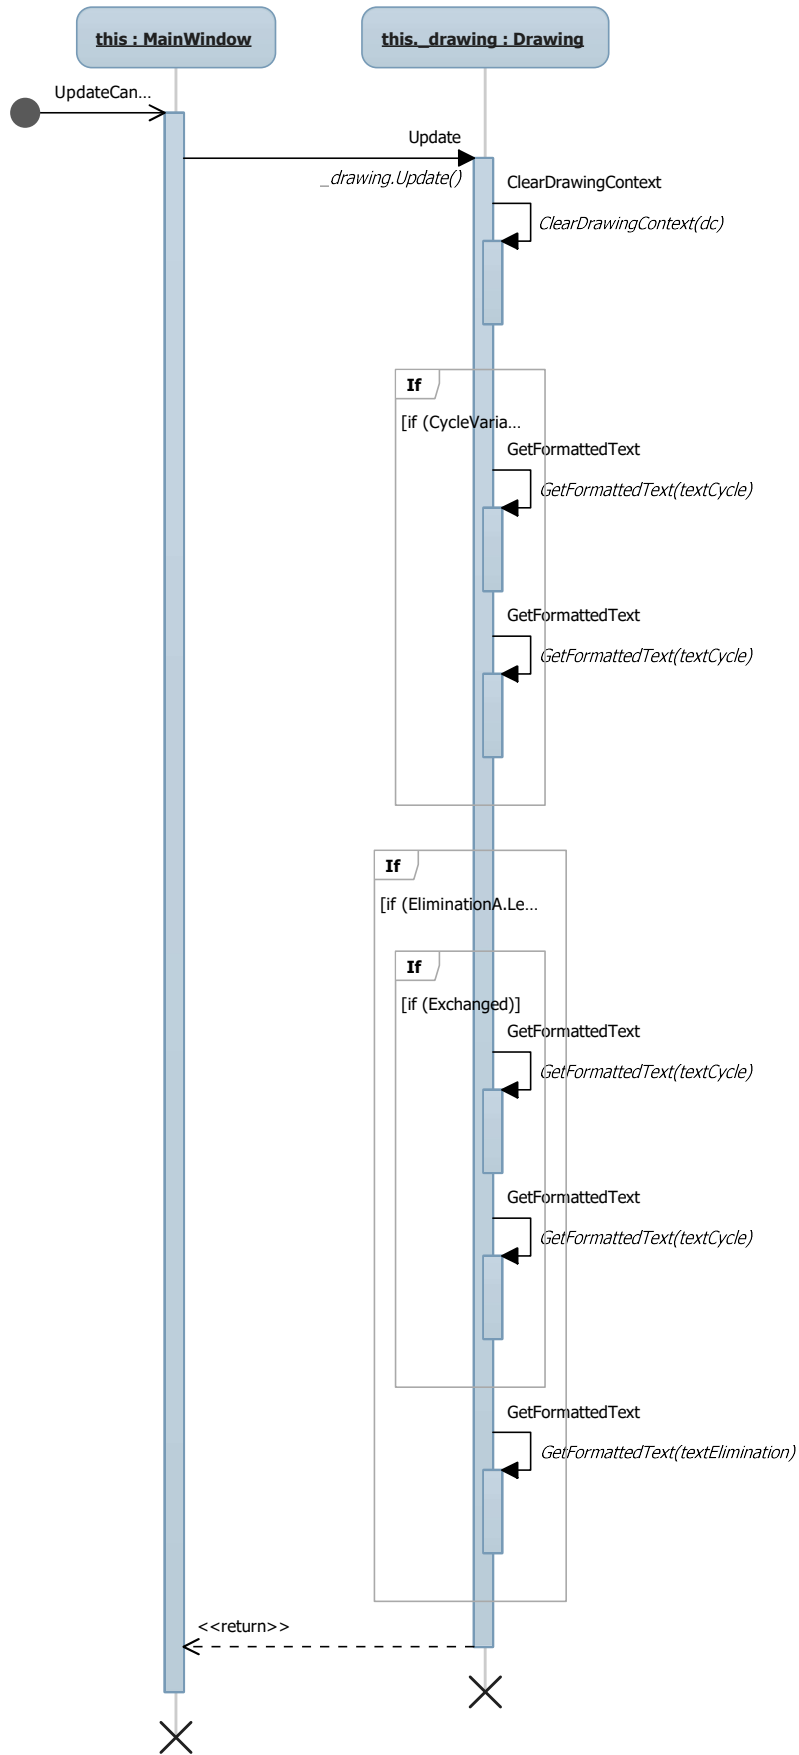 this : MainWindow
this._drawing : Drawing
UpdateCan...
Update
_drawing.Update()
ClearDrawingContext
ClearDrawingContext(dc)
If
[if (CycleVaria...
GetFormattedText
GetFormattedText(textCycle)
GetFormattedText
GetFormattedText(textCycle)
If
[if (EliminationA.Le...
If
[if (Exchanged)]
GetFormattedText
GetFormattedText(textCycle)
GetFormattedText
GetFormattedText(textCycle)
GetFormattedText
GetFormattedText(textElimination)
<<return>>